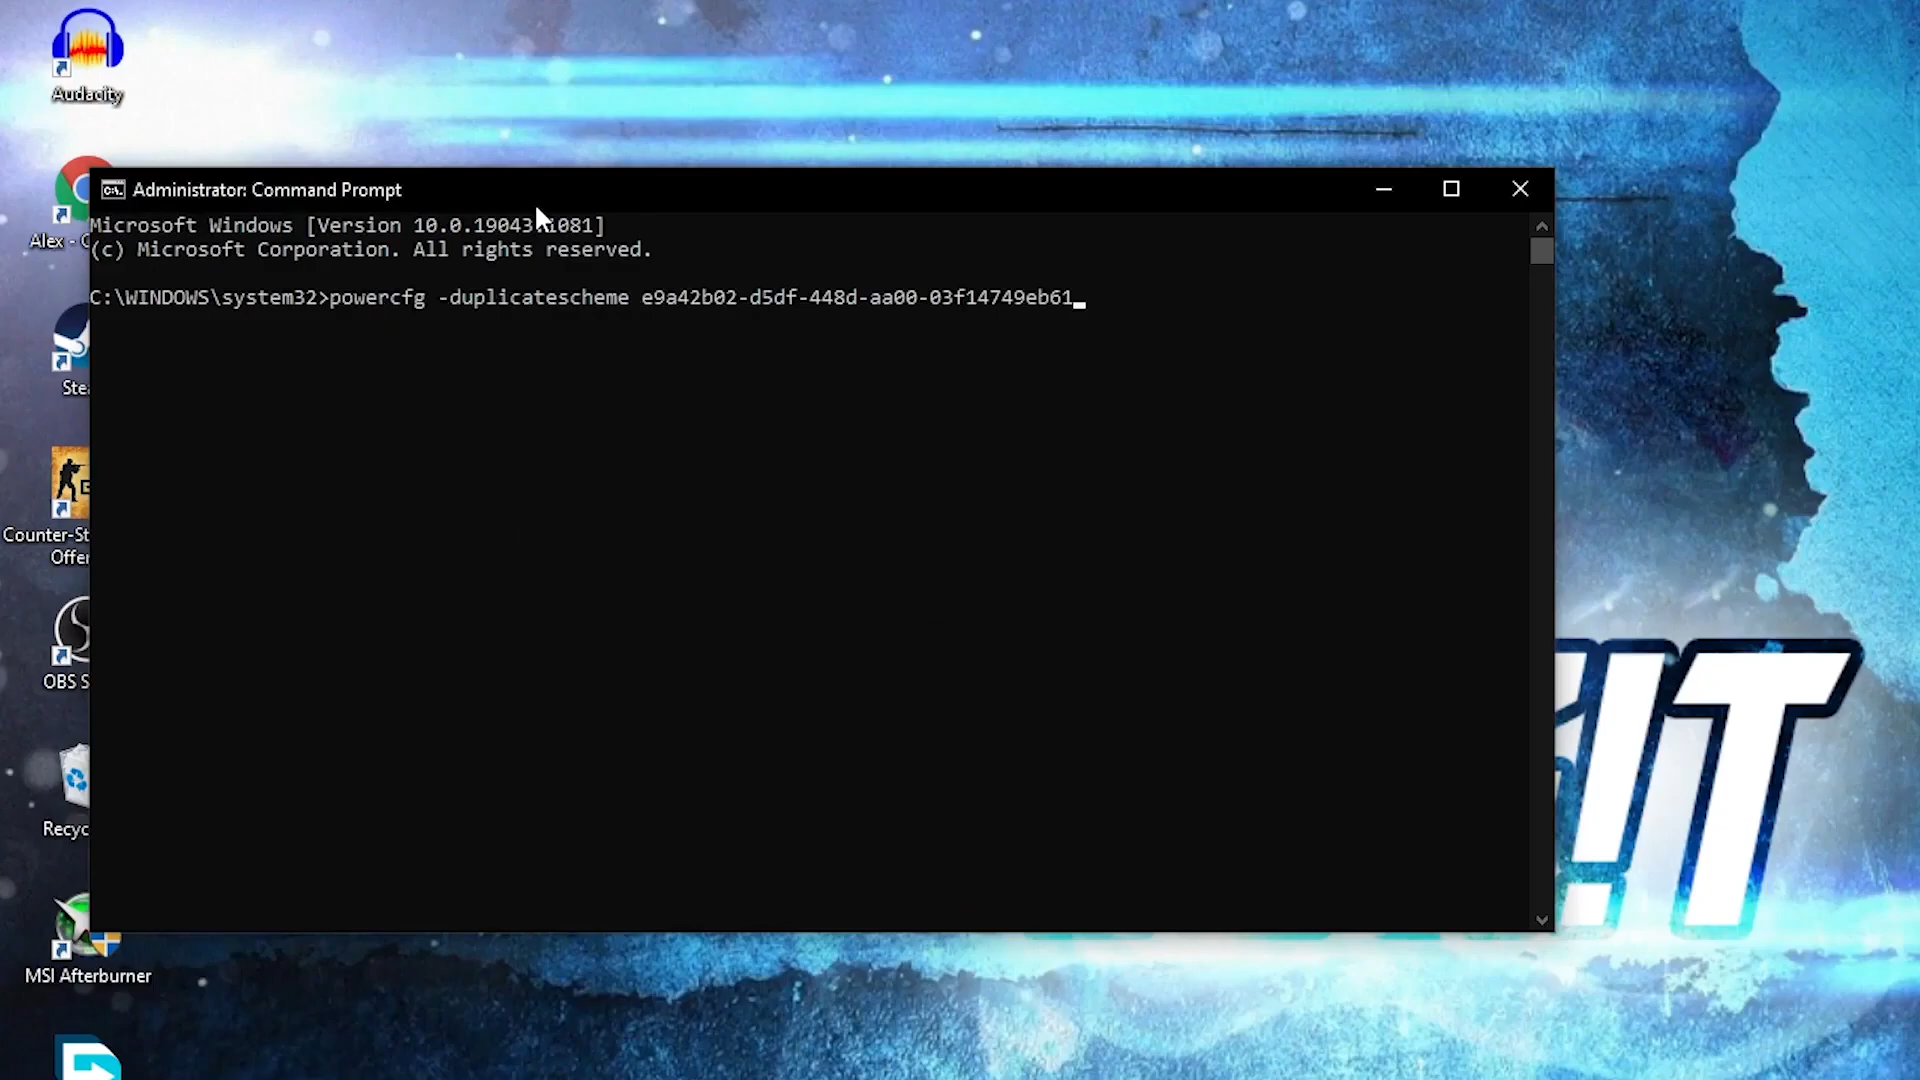 Audacity
Administrator: Command Prompt
Microsoft Windows [Version 10.0.19043.1081]
(c) Microsoft Corporation. All rights reserved.
Alex -
C:\WINDOWS\system32>powercfg -duplicatescheme e9a42b02-d5df-448d-aa00-03f14749eb61
Ste
Counter-St
Offe
OBS S
Recyc
MSI Afterburner
!T